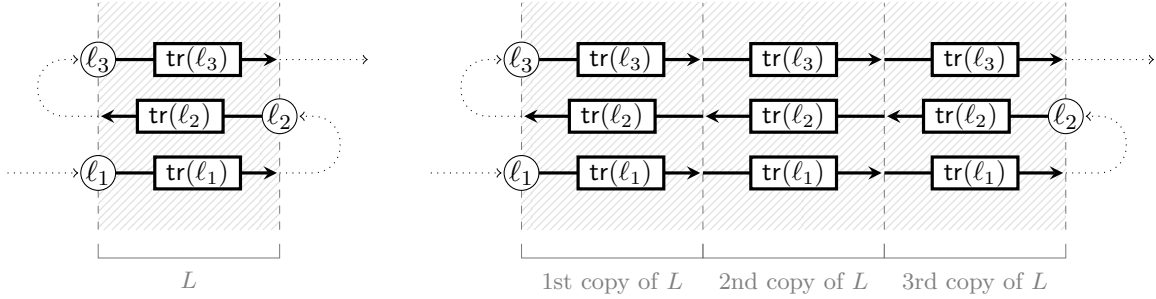 ℓ3 tr(ℓ3) ℓ3 tr(ℓ3) tr(ℓ3) tr(ℓ3)
tr(ℓ2) ℓ2 tr(ℓ2) tr(ℓ2) tr(ℓ2) ℓ2
ℓ1 tr(ℓ1) ℓ1 tr(ℓ1) tr(ℓ1) tr(ℓ1)
L 1st copy of L 2nd copy of L 3rd copy of L